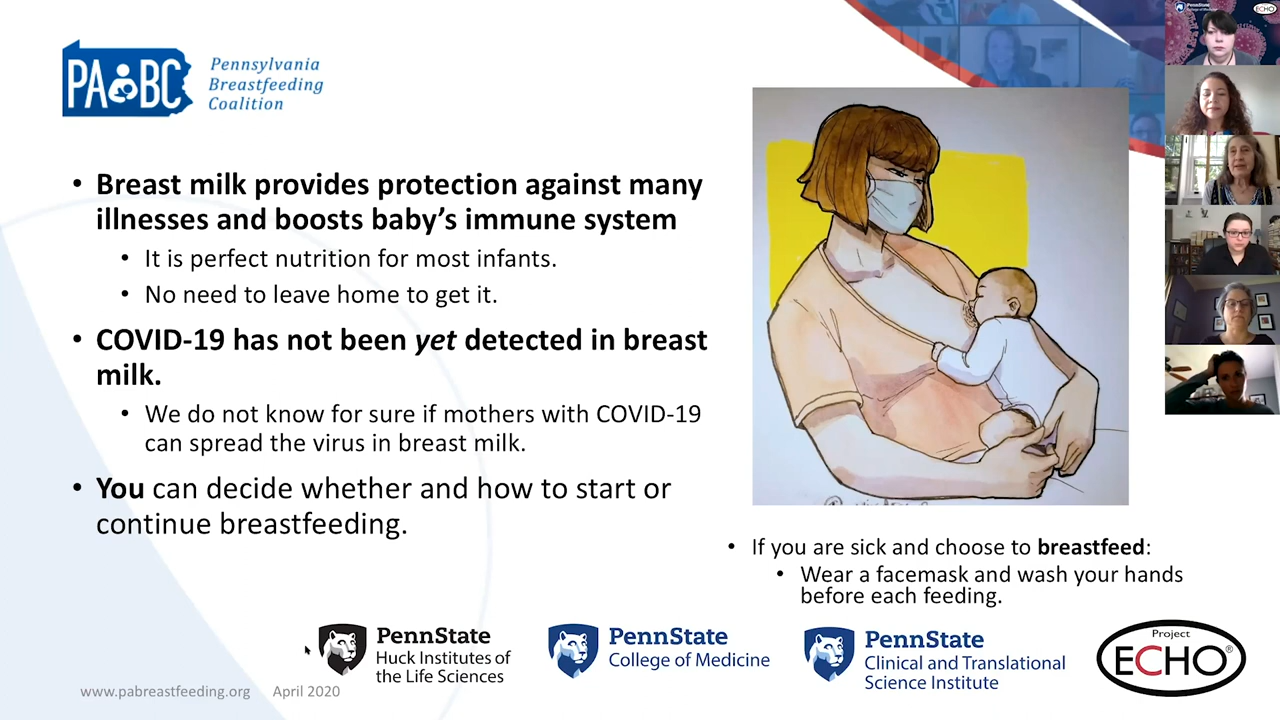 PennState
College of Medicine
ECHO
PA BC
Pennsylvania
Breastfeeding
Coalition
• Breast milk provides protection against many
illnesses and boosts baby’s immune system
• It is perfect nutrition for most infants.
• No need to leave home to get it.
• COVID-19 has not been yet detected in breast
milk.
• We do not know for sure if mothers with COVID-19
can spread the virus in breast milk.
• You can decide whether and how to start or
continue breastfeeding.
• If you are sick and choose to breastfeed:
• Wear a facemask and wash your hands
before each feeding.
PennState
Huck Institutes of
the Life Sciences
PennState
College of Medicine
PennState
Clinical and Translational
Science Institute
Project
ECHO®
www.pabreastfeeding.org April 2020